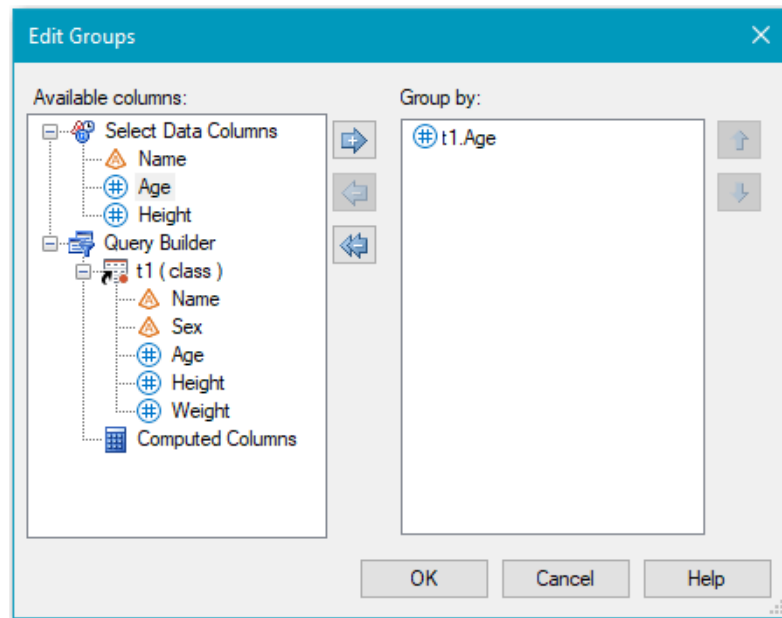 Edit Groups
Available columns:
Select Data Columns
Name
Age
Height
Query Builder
t1 ( class )
Name
Sex
Age
Height
Weight
Computed Columns
Group by:
t1.Age
OK
Cancel
Help